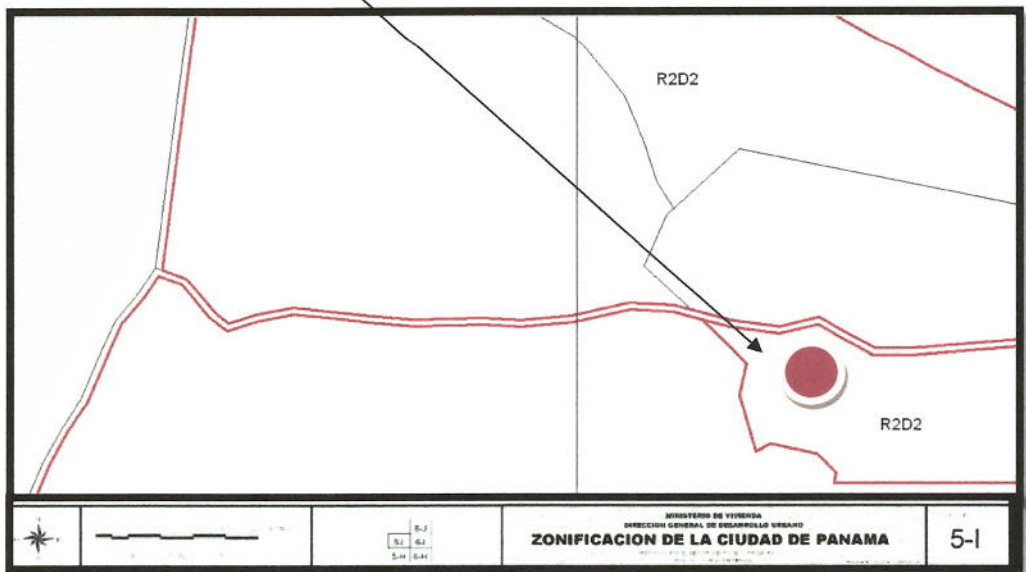 R2D2
R2D2
5-J
5-I 6-I
5-H 6-H
MINISTERIO DE VIVIENDA
DIRECCION GENERAL DE DESARROLLO URBANO
ZONIFICACION DE LA CIUDAD DE PANAMA
5-I